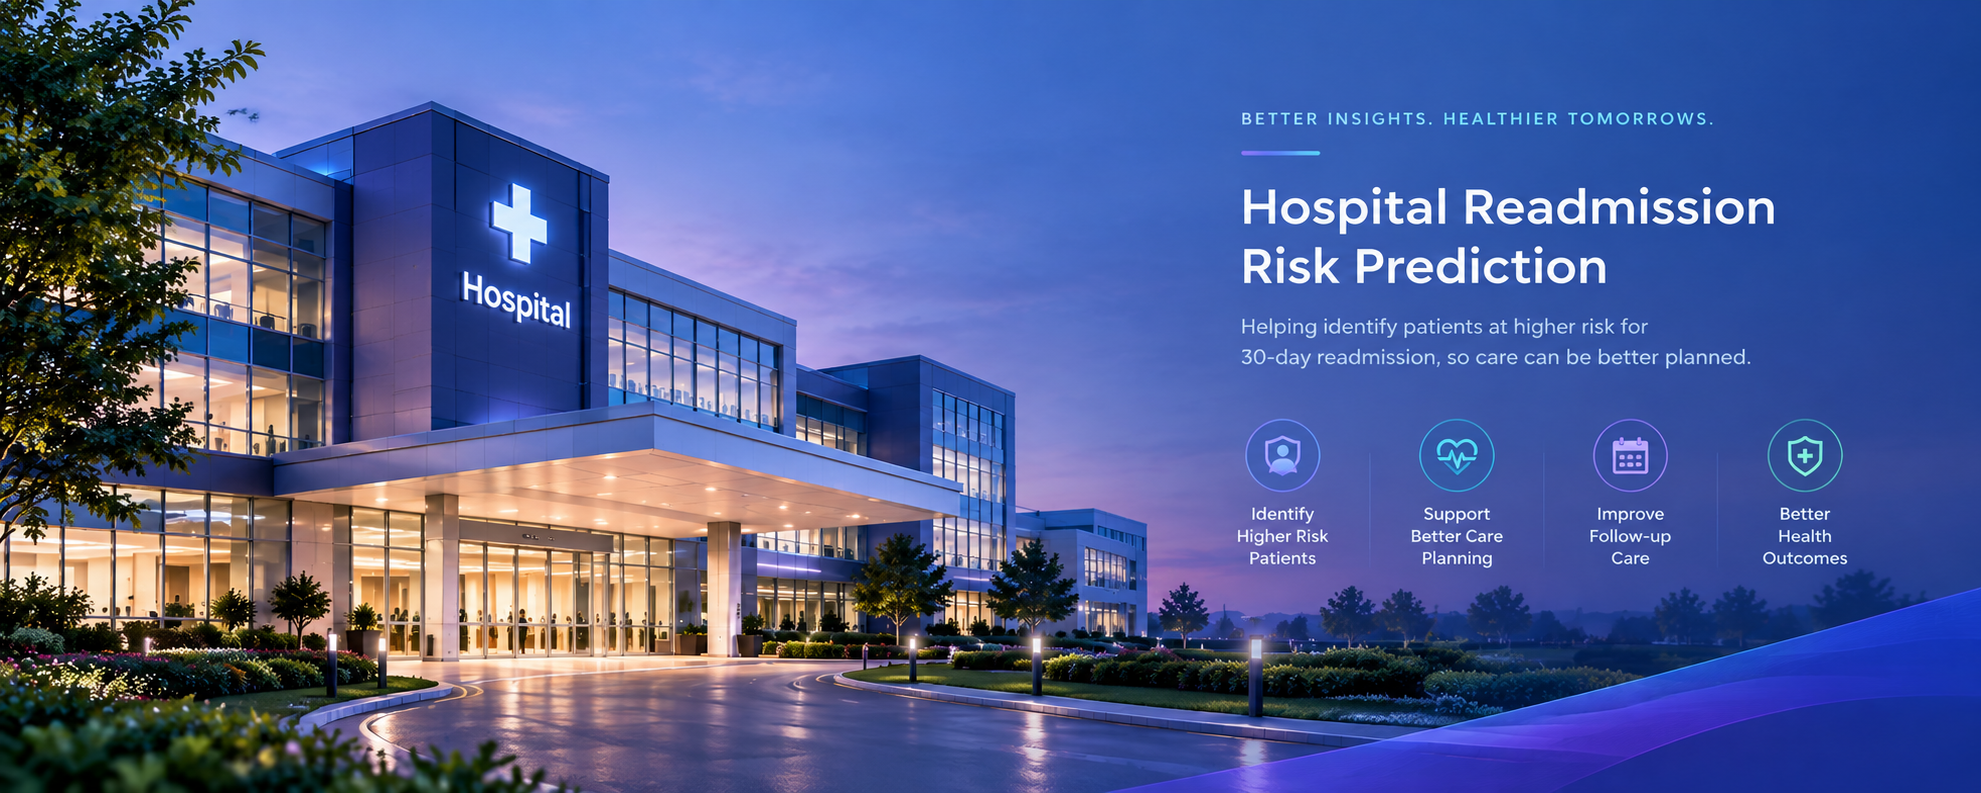 Hospital
BETTER INSIGHTS. HEALTHIER TOMORROWS.
Hospital Readmission
Risk Prediction
Helping identify patients at higher risk for
30-day readmission, so care can be better planned.
Identify
Higher Risk
Patients
Support
Better Care
Planning
Improve
Follow-up
Care
Better
Health
Outcomes